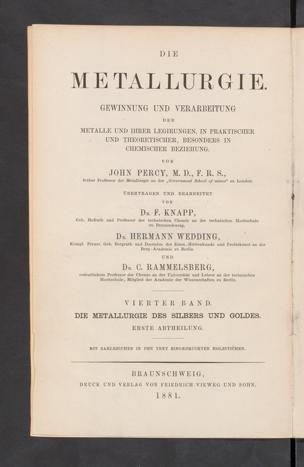 DIE
METALLURGIE.
GEWINNUNG UND VERARBEITUNG
DER
METALLE UND IHRER LEGIRUNGEN, IN PRAKTISCHER
UND THEORETISCHER, BESONDERS IN
CHEMISCHER BEZIEHUNG.
VON
JOHN PERCY, M. D., F. R. S.,
Professor der Metallurgie an der „Government School of mines“ zu London.
ÜBERTRAGEN UND BEARBEITET
VON
DR. F. KNAPP,
Geh. Hofrath und Professor der technischen Chemie an der technischen Hochschule
zu Braunschweig,
DR. HERMANN WEDDING,
Königl. Preuss. Geh. Bergrath und Docenten der Eisen-Hüttenkunde und Probirkunst an der
Berg-Academie zu Berlin
UND
DR. C. RAMMELSBERG,
ordentlichem Professor der Chemie an der Universität und Lehrer an der technischen
Hochschule, Mitglied der Academie der Wissenschaften zu Berlin.
VIERTER BAND.
DIE METALLURGIE DES SILBERS UND GOLDES.
ERSTE ABTHEILUNG.
MIT ZAHLREICHEN IN DEN TEXT EINGEDRUCKTEN HOLZSTICHEN.
BRAUNSCHWEIG,
DRUCK UND VERLAG VON FRIEDRICH VIEWEG UND SOHN.
1881.